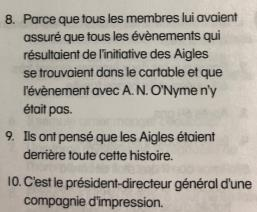 8. Parce que tous les membres lui avaient
assuré que tous les évènements qui
résultaient de l'initiative des Aigles
se trouvaient dans le cartable et que
l'évènement avec A. N. O'Nyme n'y
était pas.
9. Ils ont pensé que les Aigles étaient
derrière toute cette histoire.
10. C'est le président-directeur général d'une
compagnie d'impression.